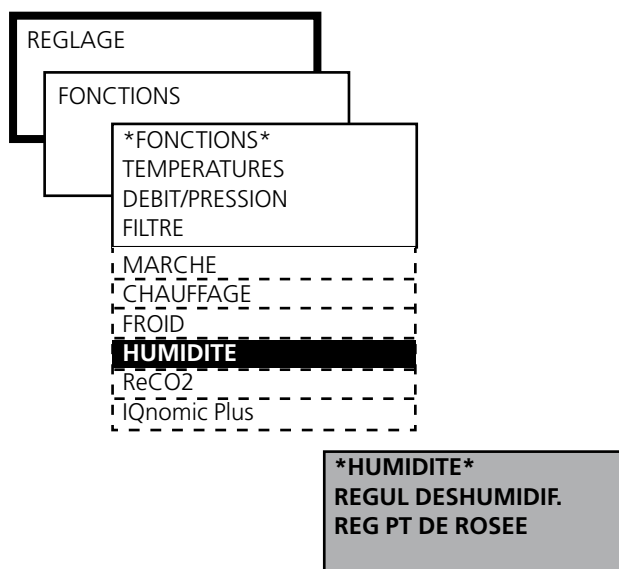 REGLAGE
FONCTIONS
*FONCTIONS*
TEMPERATURES
DEBIT/PRESSION
FILTRE
MARCHE
CHAUFFAGE
FROID
HUMIDITE
ReCO2
IQnomic Plus
*HUMIDITE*
REGUL DESHUMIDIF.
REG PT DE ROSEE